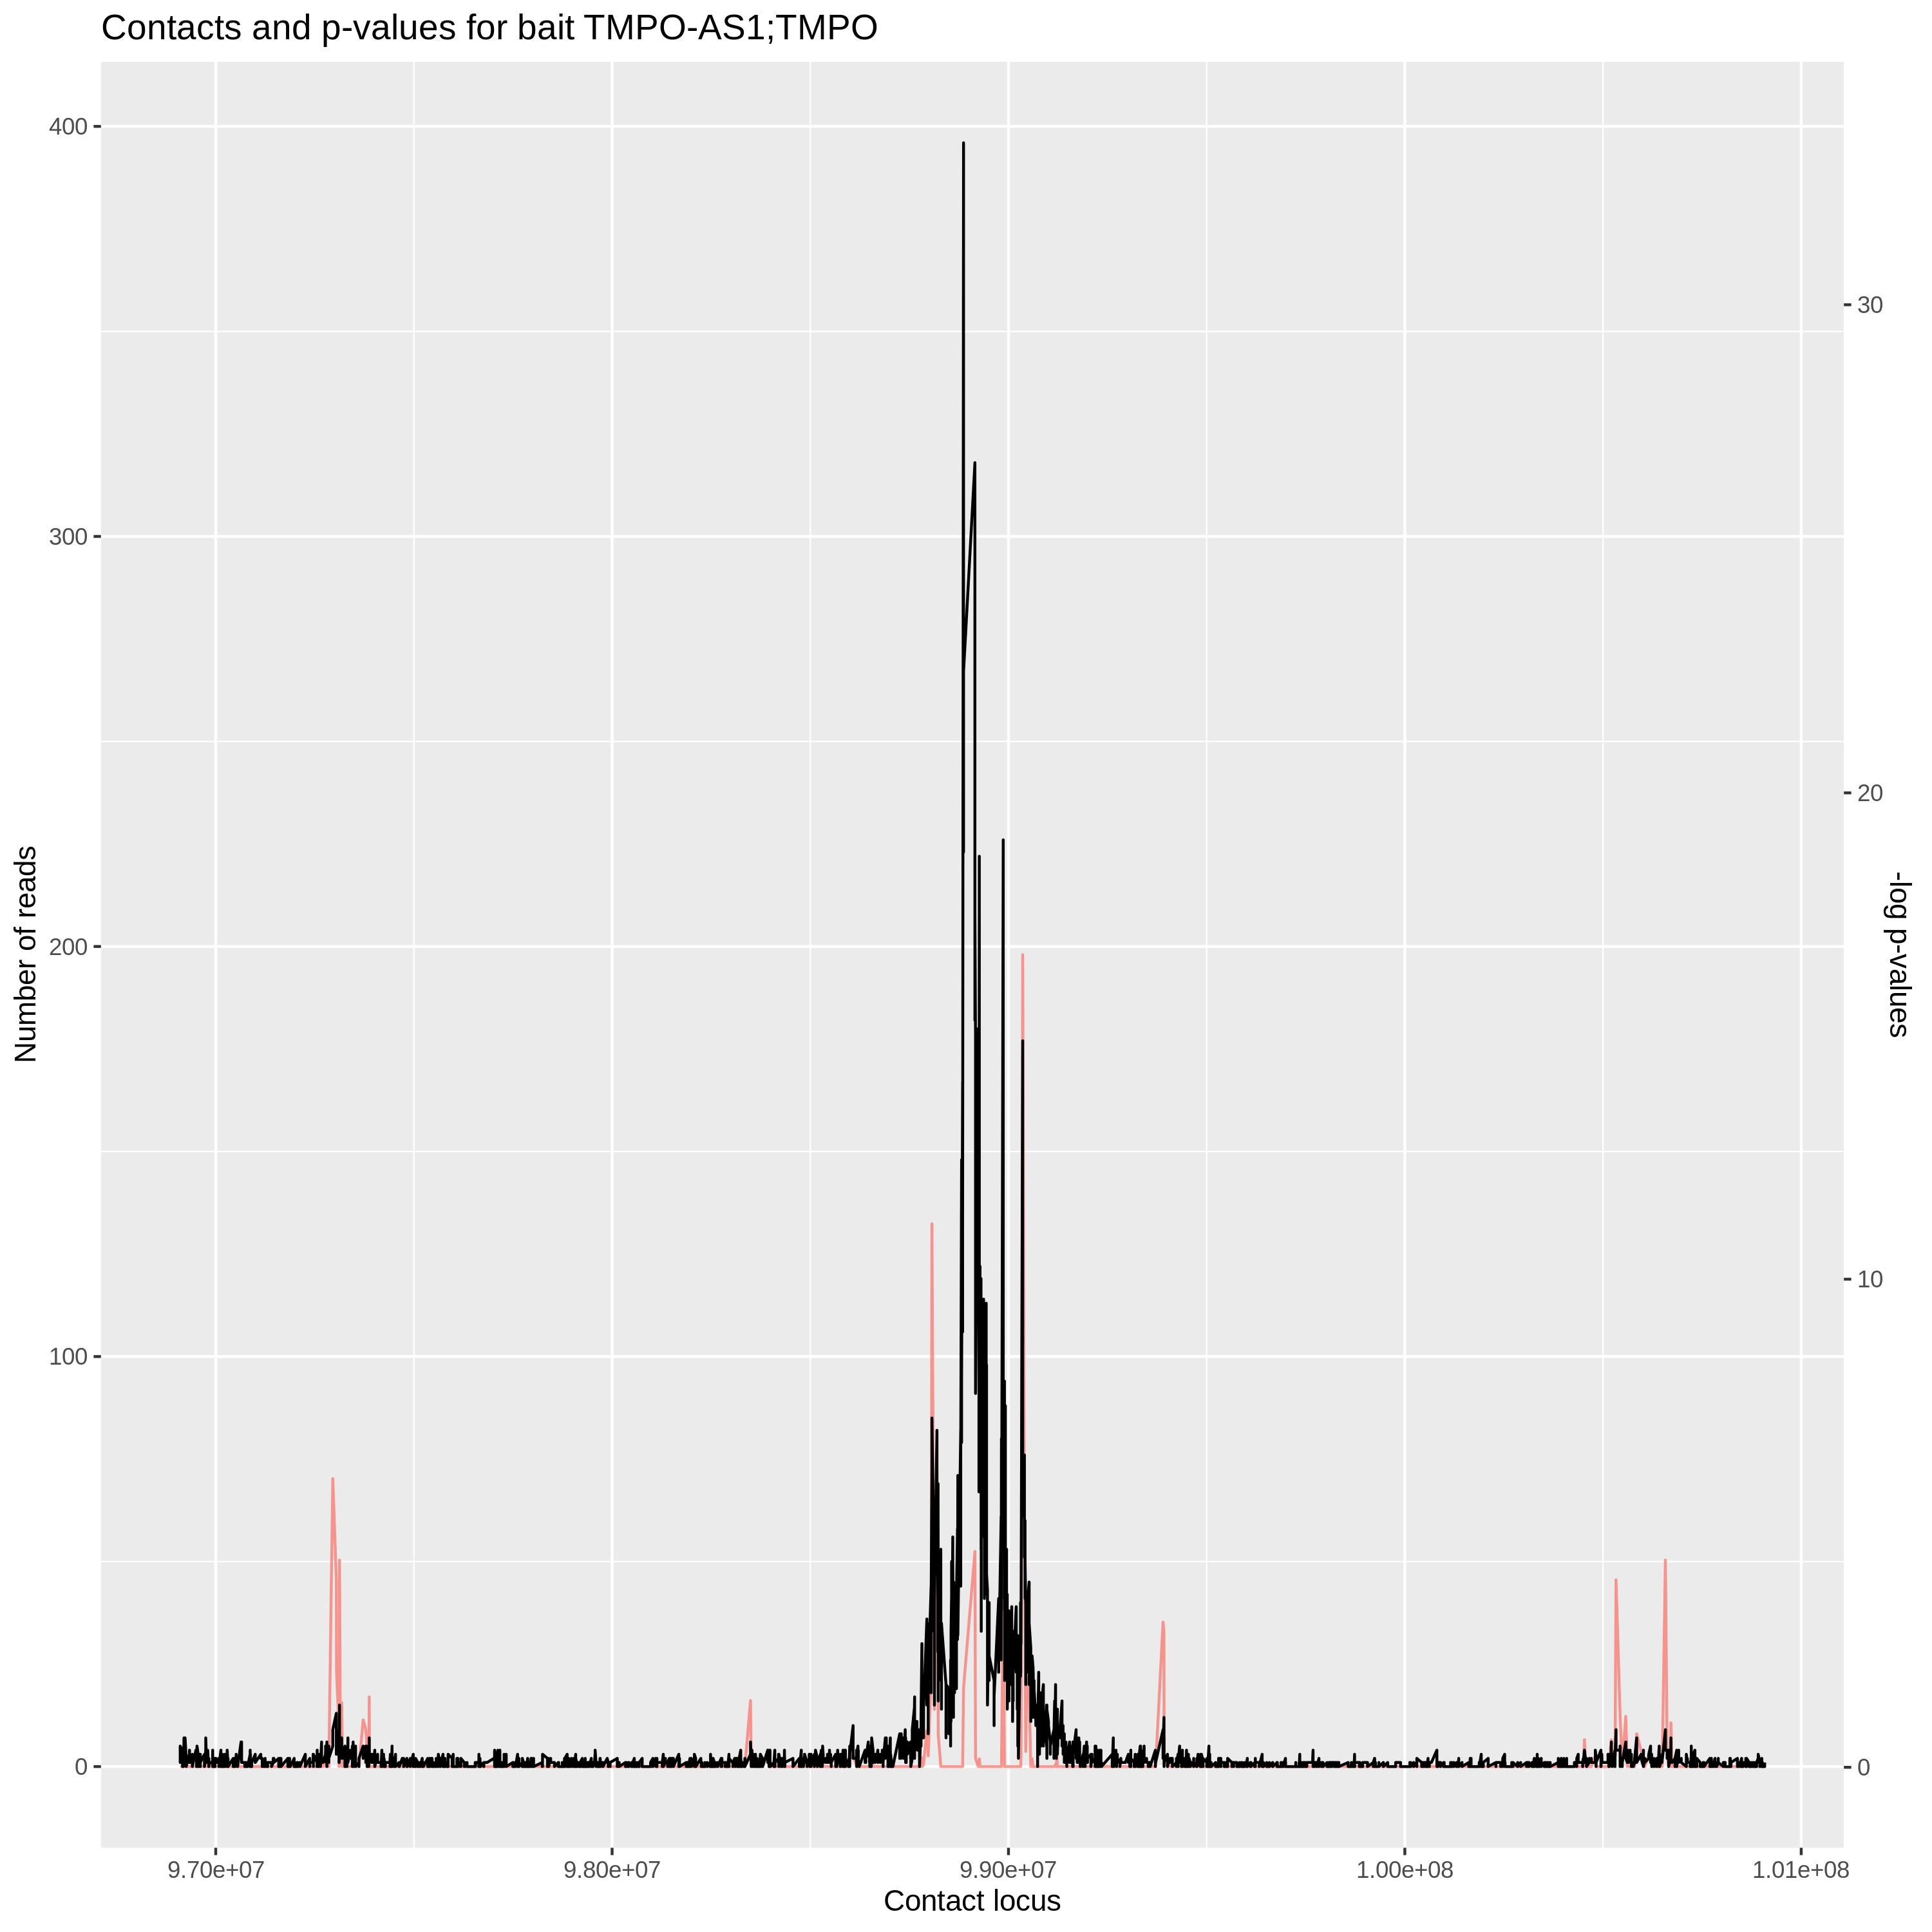 Contacts and p-values for bait TMPO-AS1;TMPO
400
300
200
100
0
Number of reads
30
20
10
0
-log p-values
9.70e+07
9.80e+07
9.90e+07
1.00e+08
1.01e+08
Contact locus